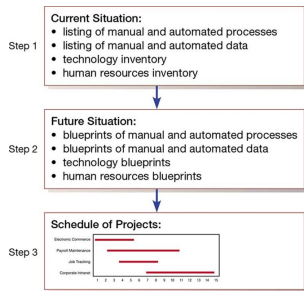 Step 1
Current Situation:
• listing of manual and automated processes
• listing of manual and automated data
• technology inventory
• human resources inventory
Step 2
Future Situation:
• blueprints of manual and automated processes
• blueprints of manual and automated data
• technology blueprints
• human resources blueprints
Step 3
Schedule of Projects:
Electronic Commerce
Payroll Maintenance
Job Tracking
Corporate Intranet
1 2 3 4 5 6 7 8 9 10 11 12 13 14 15